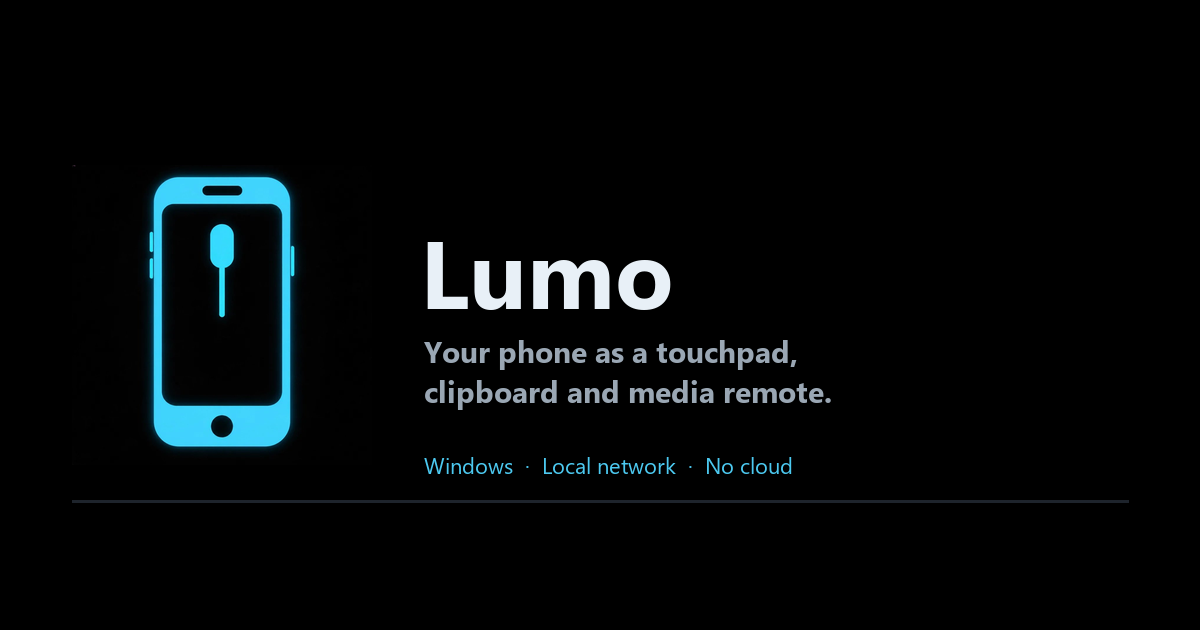 Lumo
Your phone as a touchpad,
clipboard and media remote.
Windows · Local network · No cloud